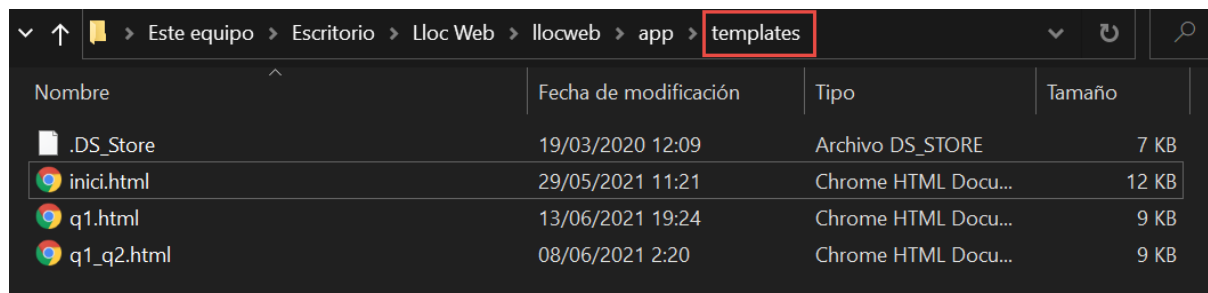 Este equipo > Escritorio > Lloc Web > llocweb > app > templates
Nombre Fecha de modificación Tipo Tamaño
.DS_Store 19/03/2020 12:09 Archivo DS_STORE 7 KB
inici.html 29/05/2021 11:21 Chrome HTML Docu... 12 KB
q1.html 13/06/2021 19:24 Chrome HTML Docu... 9 KB
q1_q2.html 08/06/2021 2:20 Chrome HTML Docu... 9 KB